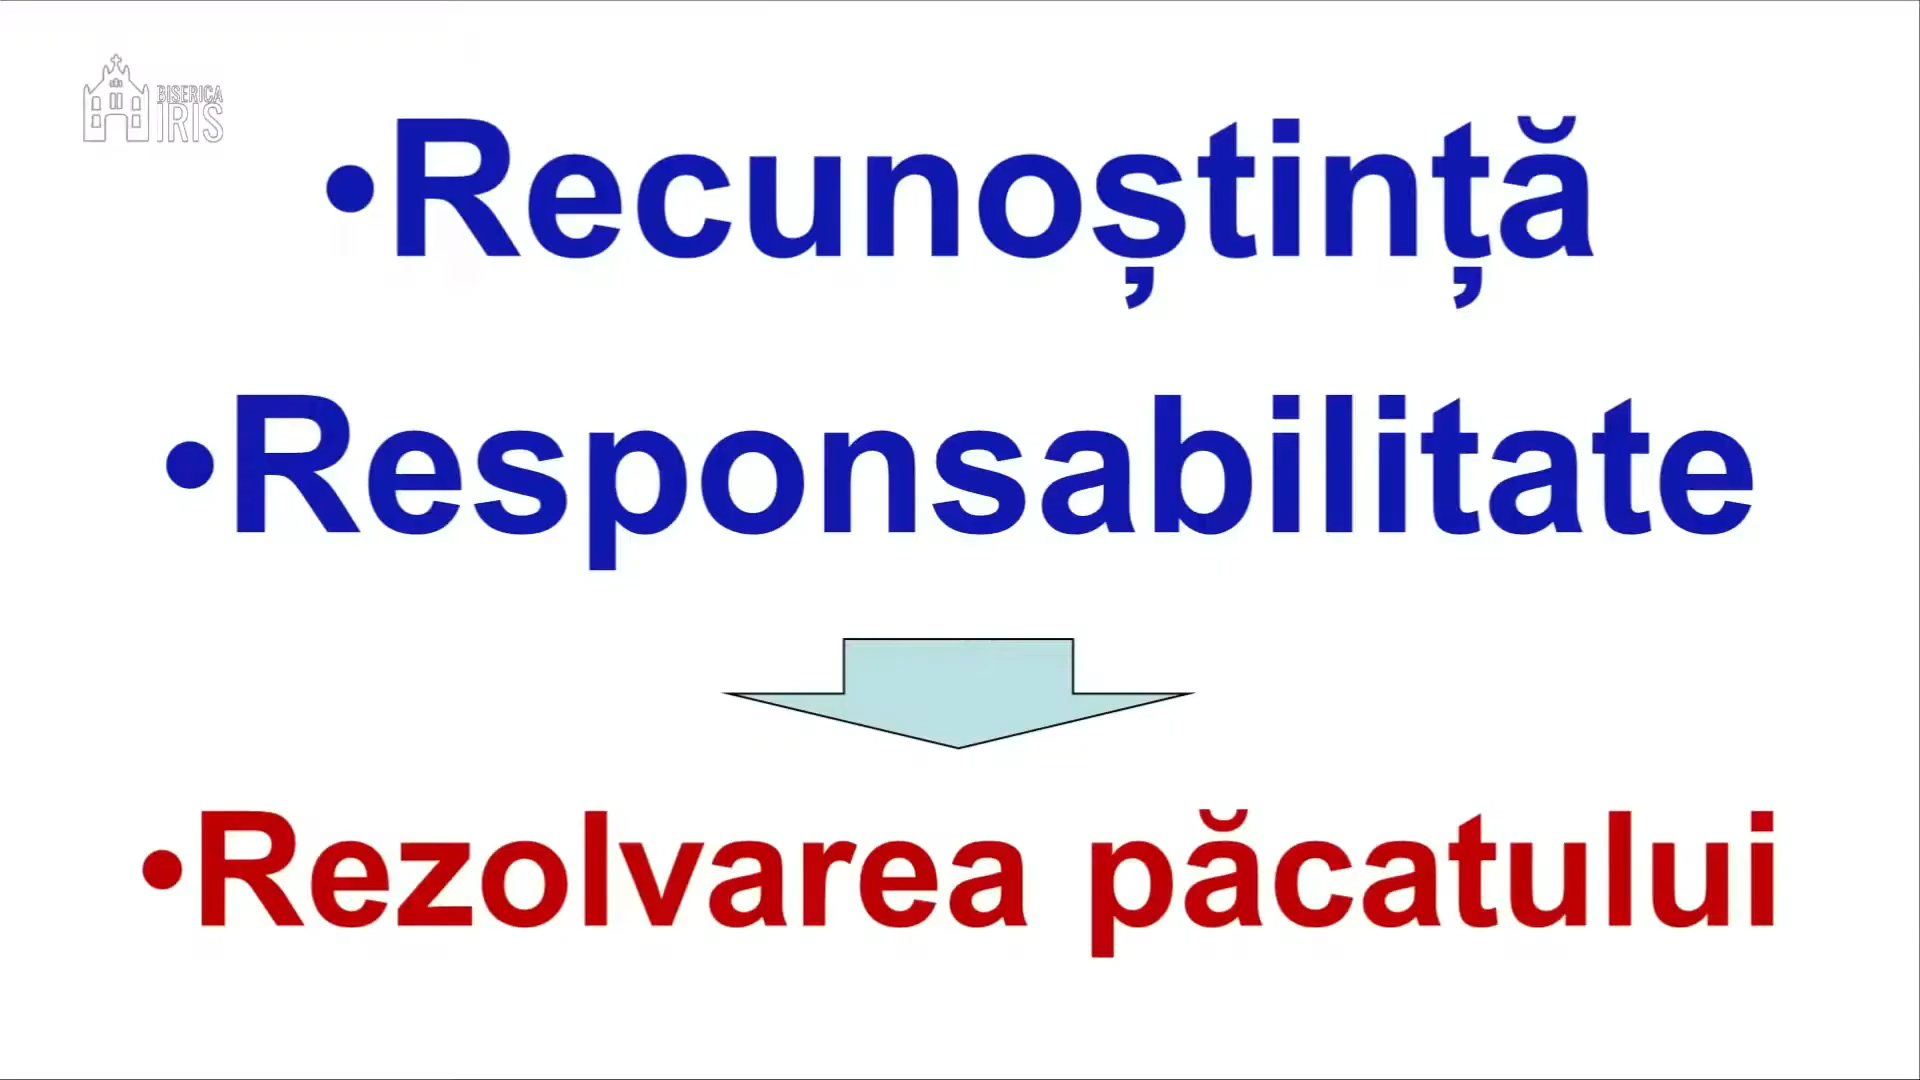 BISERICA
IRIS
•Recunoștință
•Responsabilitate
•Rezolvarea păcatului